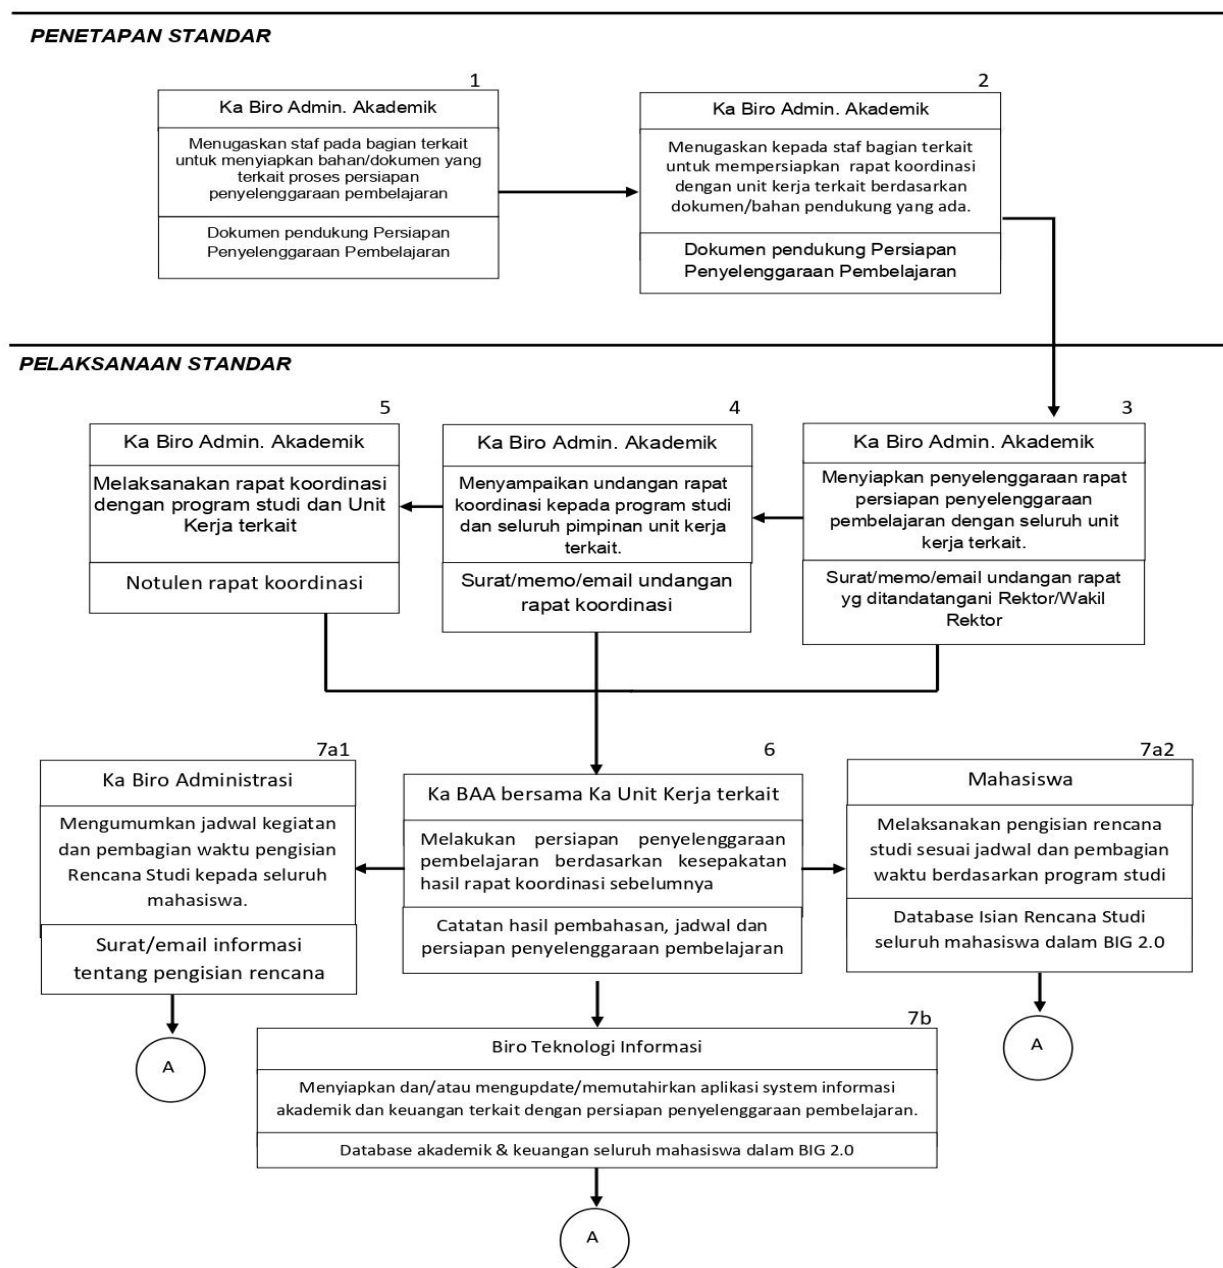 PENETAPAN STANDAR
1
Ka Biro Admin. Akademik
Menugaskan staf pada bagian terkait
untuk menyiapkan bahan/dokumen yang
terkait proses persiapan
penyelenggaraan pembelajaran
Dokumen pendukung Persiapan
Penyelenggaraan Pembelajaran
2
Ka Biro Admin. Akademik
Menugaskan kepada staf bagian terkait
untuk mempersiapkan rapat koordinasi
dengan unit kerja terkait berdasarkan
dokumen/bahan pendukung yang ada.
Dokumen pendukung Persiapan
Penyelenggaraan Pembelajaran
PELAKSANAAN STANDAR
5
Ka Biro Admin. Akademik
Melaksanakan rapat koordinasi
dengan program studi dan Unit
Kerja terkait
Notulen rapat koordinasi
4
Ka Biro Admin. Akademik
Menyampaikan undangan rapat
koordinasi kepada program studi
dan seluruh pimpinan unit kerja
terkait.
Surat/memo/email undangan
rapat koordinasi
3
Ka Biro Admin. Akademik
Menyiapkan penyelenggaraan rapat
persiapan penyelenggaraan
pembelajaran dengan seluruh unit
kerja terkait.
Surat/memo/email undangan rapat
yg ditandatangani Rektor/Wakil
Rektor
7a1
Ka Biro Administrasi
Mengumumkan jadwal kegiatan
dan pembagian waktu pengisian
Rencana Studi kepada seluruh
mahasiswa.
Surat/email informasi
tentang pengisian rencana
A
6
Ka BAA bersama Ka Unit Kerja terkait
Melakukan persiapan penyelenggaraan
pembelajaran berdasarkan kesepakatan
hasil rapat koordinasi sebelumnya
Catatan hasil pembahasan, jadwal dan
persiapan penyelenggaraan pembelajaran
7a2
Mahasiswa
Melaksanakan pengisian rencana
studi sesuai jadwal dan pembagian
waktu berdasarkan program studi
Database Isian Rencana Studi
seluruh mahasiswa dalam BIG 2.0
A
7b
Biro Teknologi Informasi
Menyiapkan dan/atau mengupdate/memutahirkan aplikasi system informasi
akademik dan keuangan terkait dengan persiapan penyelenggaraan pembelajaran.
Database akademik & keuangan seluruh mahasiswa dalam BIG 2.0
A